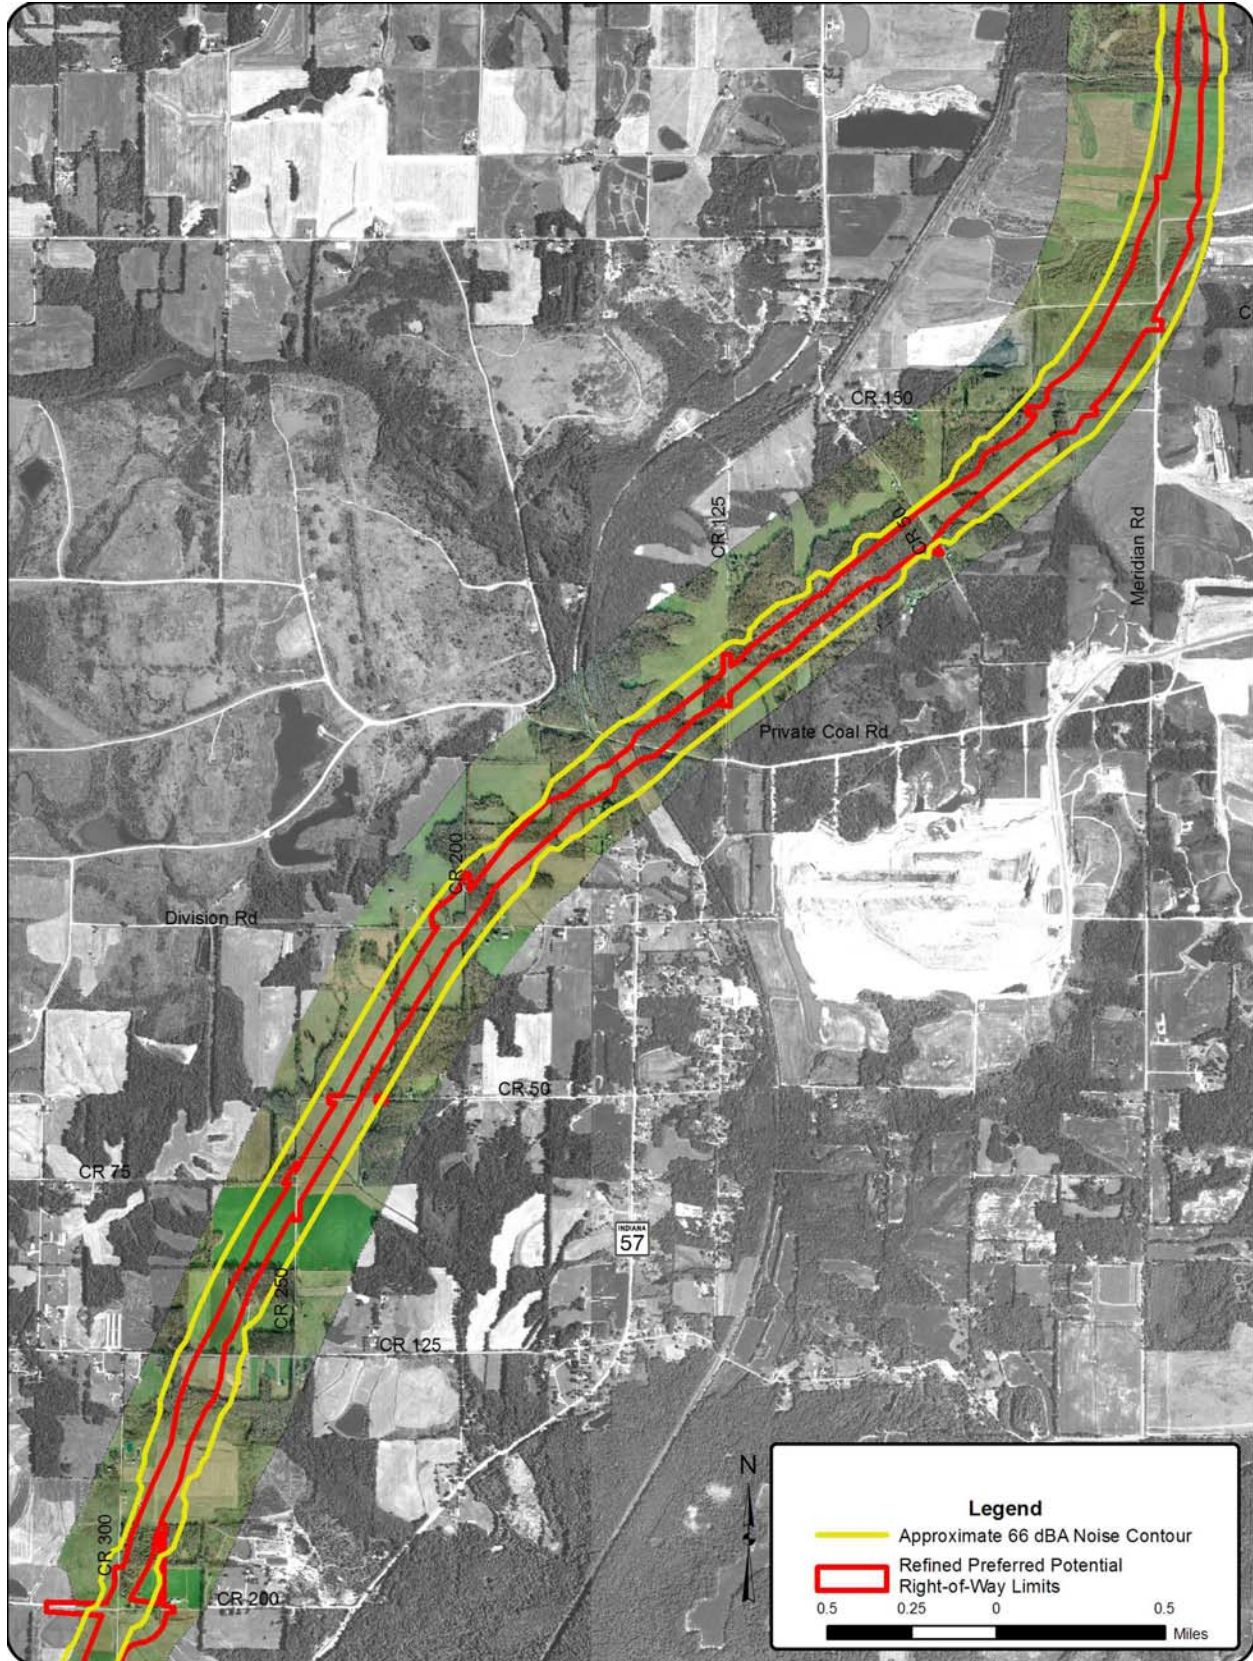 C
CR 150
CR 125
CR 50
Meridian Rd
Private Coal Rd
CR 200
Division Rd
CR 50
CR 75
INDIANA
57
CR 250
CR 125
N
CR 300
CR 200
Legend
Approximate 66 dBA Noise Contour
Refined Preferred Potential
Right-of-Way Limits
0.5 0.25 0 0.5
Miles